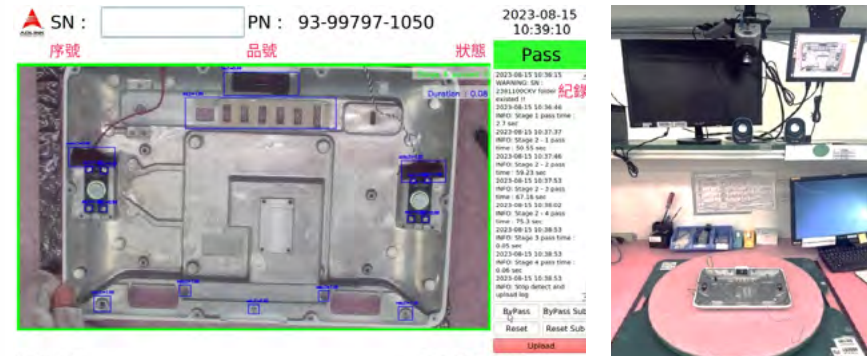 ADLINK
SN :
PN : 93-99797-1050
2023-08-15
10:39:10
序號
品號
狀態
Pass
Duration : 0.08
紀錄
2023-08-15 10:36:15
WARNING: SN :
2381100CKV folder
existed !!
2023-08-15 10:36:46
INFO: Stage 1 pass time :
2.7 sec
2023-08-15 10:37:37
INFO: Stage 2 - 1 pass
time : 50.55 sec
2023-08-15 10:37:46
INFO: Stage 2 - 2 pass
time : 59.23 sec
2023-08-15 10:37:53
INFO: Stage 2 - 3 pass
time : 67.16 sec
2023-08-15 10:38:02
INFO: Stage 2 - 4 pass
time : 75.3 sec
2023-08-15 10:38:53
INFO: Stage 3 pass time :
0.05 sec
2023-08-15 10:38:53
INFO: Stage 4 pass time :
0.06 sec
2023-08-15 10:38:53
INFO: Stop detect and
upload log
ByPass
ByPass Sub
Reset
Reset Sub
Upload